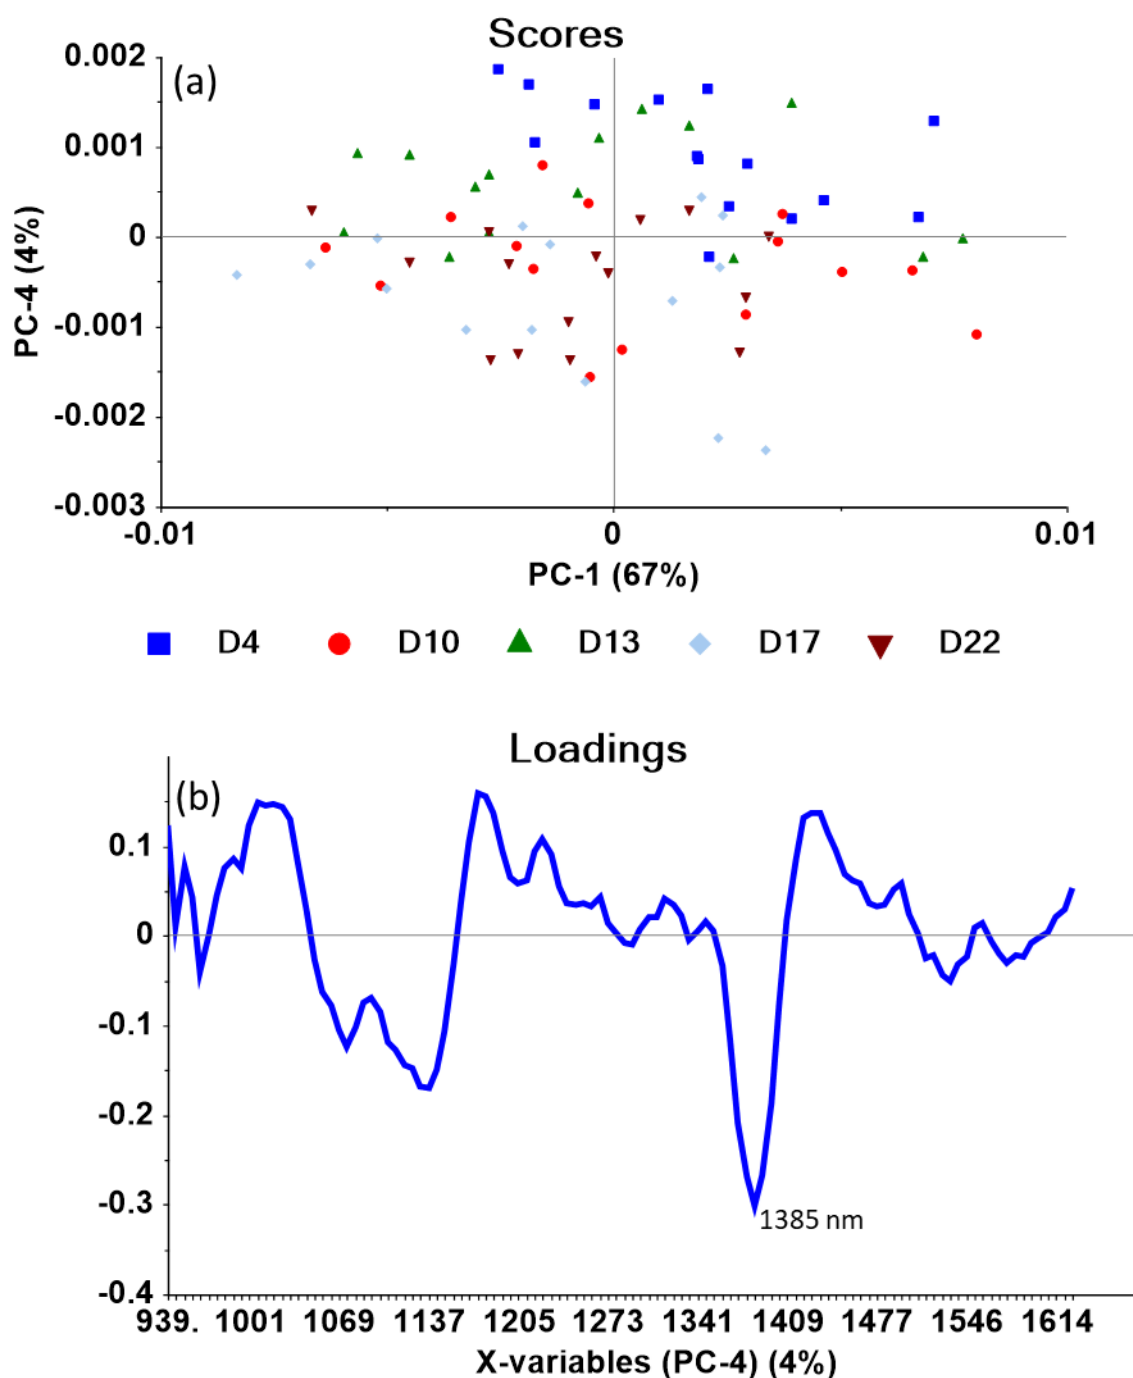 Scores
(a)
0.002
0.001
0
-0.001
-0.002
-0.003
PC-4 (4%)
-0.01 0 0.01
PC-1 (67%)
D4 D10 D13 D17 D22
Loadings
(b)
0.1
0
-0.1
-0.2
-0.3
-0.4
1385 nm
939. 1001 1069 1137 1205 1273 1341 1409 1477 1546 1614
X-variables (PC-4) (4%)